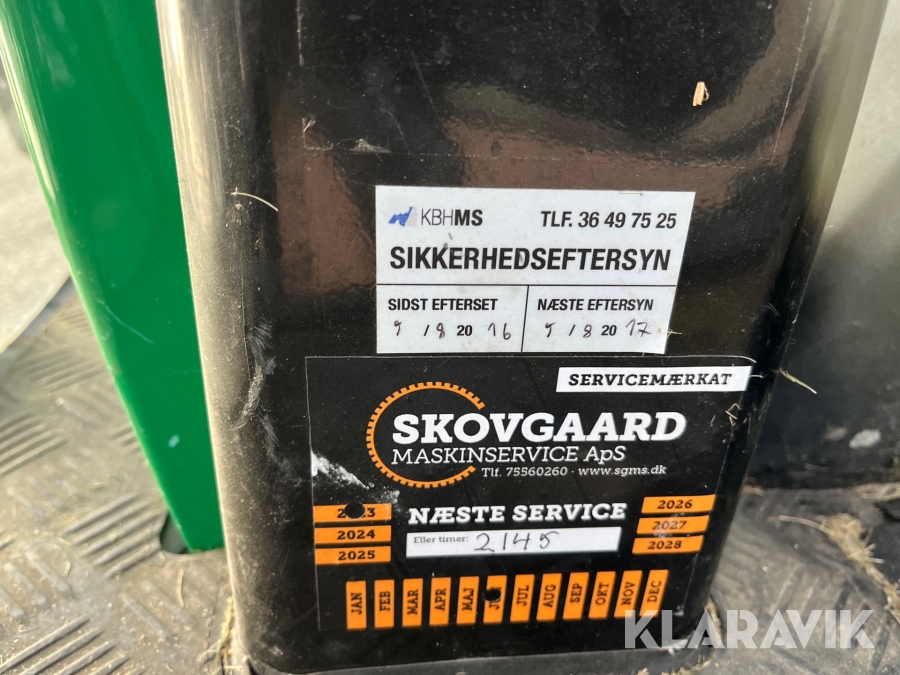 KBHMS TLF. 36 49 75 25
SIKKERHEDSEFTERSYN
SIDST EFTERSET NÆSTE EFTERSYN
9 / 8 20 16 9 / 8 20 17
SERVICEMÆRKAT
SKOVGAARD
MASKINSERVICE ApS
Tlf. 75560260 · www.sgms.dk
NÆSTE SERVICE
Eller timer: 2145
2023
2024
2025
2026
2027
2028
JAN FEB MAR APR MAJ JUL AUG SEP OKT NOV DEC
KLARAVIK